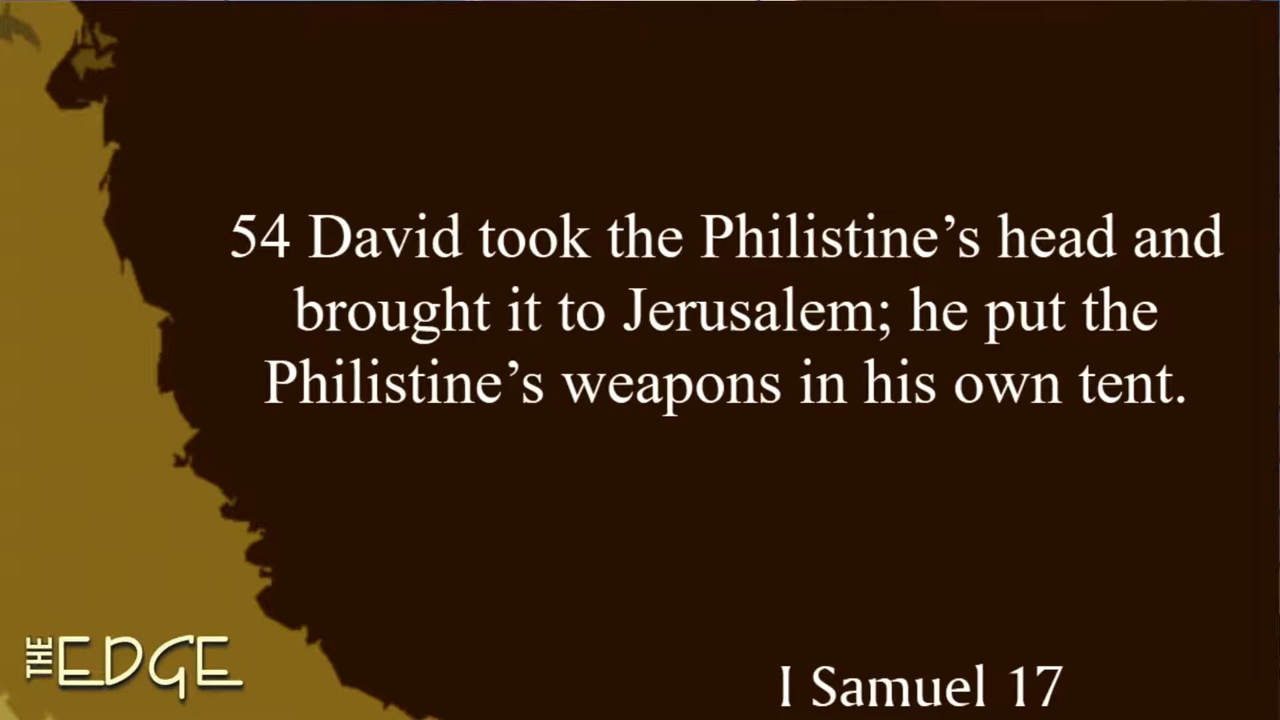 54 David took the Philistine’s head and
brought it to Jerusalem; he put the
Philistine’s weapons in his own tent.
THE EDGE
I Samuel 17